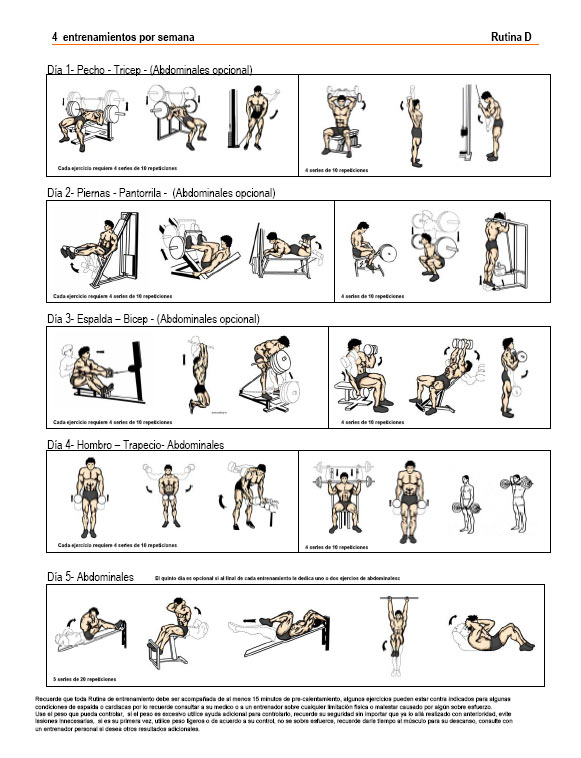 4 entrenamientos por semana Rutina D
Día 1- Pecho - Tricep - (Abdominales opcional)
Cada ejercicio requiere 4 series de 10 repeticiones 4 series de 10 repeticiones
Día 2- Piernas - Pantorrila - (Abdominales opcional)
Cada ejercicio requiere 4 series de 10 repeticiones 4 series de 10 repeticiones
Día 3- Espalda – Bicep - (Abdominales opcional)
Cada ejercicio requiere 4 series de 10 repeticiones 4 series de 10 repeticiones
Día 4- Hombro – Trapecio- Abdominales
Cada ejercicio requiere 4 series de 10 repeticiones 4 series de 10 repeticiones
Día 5- Abdominales El quinto día es opcional si al final de cada entrenamiento le dedica uno o dos ejercios de abdominales:
5 series de 20 repeticiones
Recuerde que toda Rutina de entrenamiento debe ser acompañada de al menos 15 minutos de pre-calentamiento, algunos ejercicios pueden estar contra indicados para algunas
condiciones de espalda o cardiacas por lo recuerde consultar a su medico o a un entrenador sobre cualquier limitación física o malestar causado por algún sobre esfuerzo.
Use el peso que pueda controlar, si el peso es excesivo utilice ayuda adicional para controlarlo, recuerde su seguridad sin importar que ya lo allá realizado con anterioridad, evite
lesiones innecesarias, si es su primera vez, utilice peso ligeros o de acuerdo a su control, no se sobre esfuerce, recuerde darle tiempo al músculo para su descanso, consulte con
un entrenador personal si desea otros resultados adicionales.